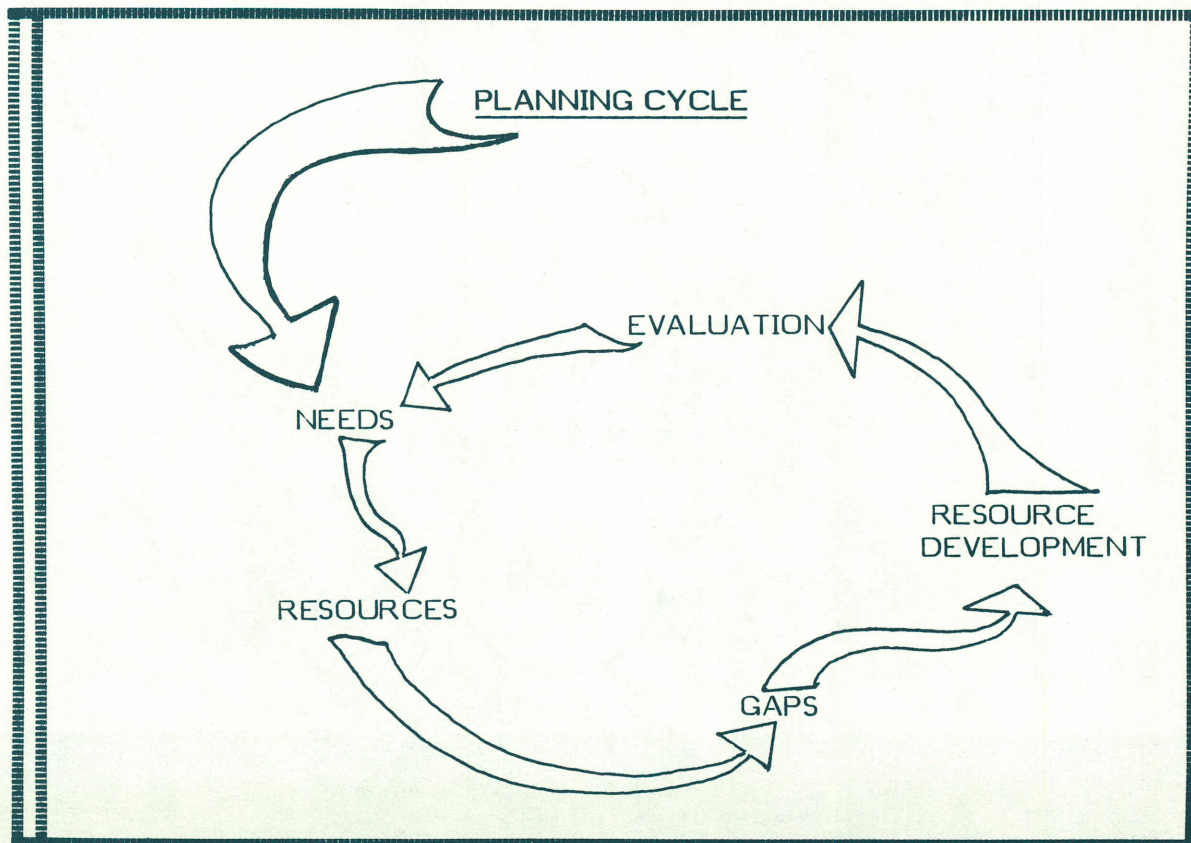 PLANNING CYCLE
EVALUATION
NEEDS
RESOURCE
DEVELOPMENT
RESOURCES
GAPS